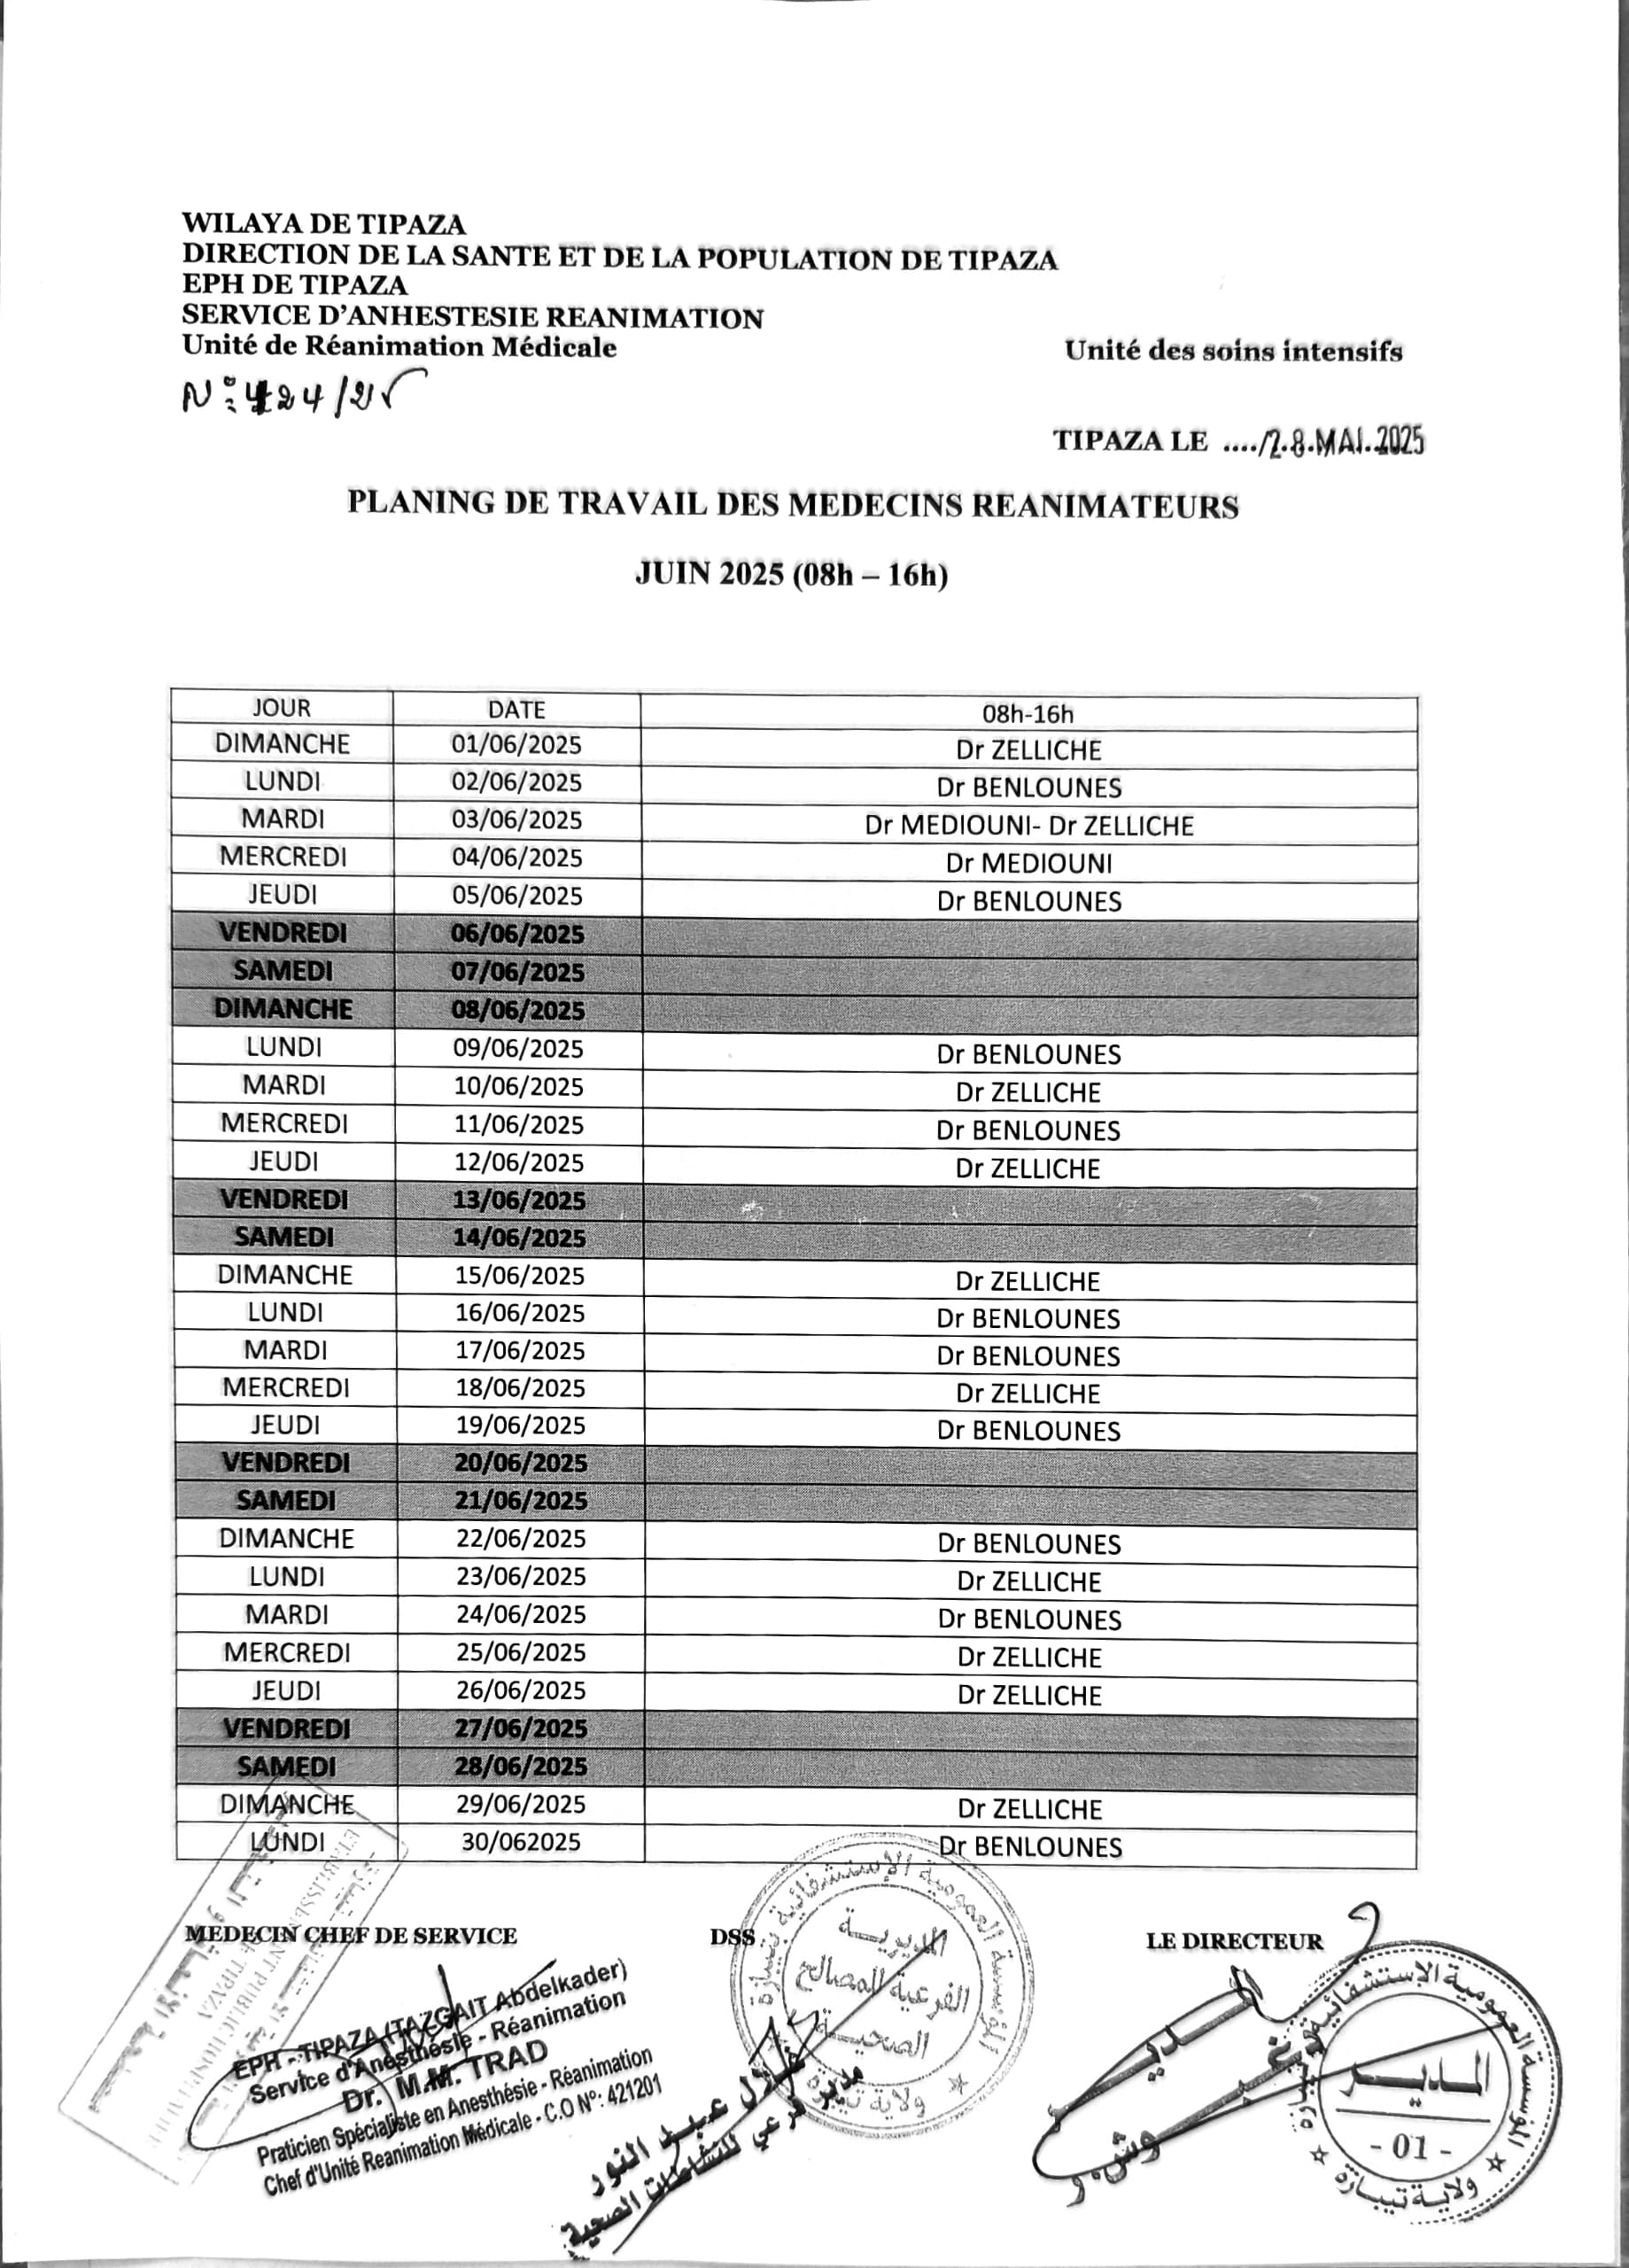 WILAYA DE TIPAZA
DIRECTION DE LA SANTE ET DE LA POPULATION DE TIPAZA
EPH DE TIPAZA
SERVICE D'ANHESTESIE REANIMATION
Unité de Réanimation Médicale
Unité des soins intensifs
N°: 424/25
TIPAZA LE ..../28.MAI.2025
PLANING DE TRAVAIL DES MEDECINS REANIMATEURS
JUIN 2025 (08h – 16h)
JOUR DATE 08h-16h
DIMANCHE 01/06/2025 Dr ZELLICHE
LUNDI 02/06/2025 Dr BENLOUNES
MARDI 03/06/2025 Dr MEDIOUNI- Dr ZELLICHE
MERCREDI 04/06/2025 Dr MEDIOUNI
JEUDI 05/06/2025 Dr BENLOUNES
VENDREDI 06/06/2025
SAMEDI 07/06/2025
DIMANCHE 08/06/2025
LUNDI 09/06/2025 Dr BENLOUNES
MARDI 10/06/2025 Dr ZELLICHE
MERCREDI 11/06/2025 Dr BENLOUNES
JEUDI 12/06/2025 Dr ZELLICHE
VENDREDI 13/06/2025
SAMEDI 14/06/2025
DIMANCHE 15/06/2025 Dr ZELLICHE
LUNDI 16/06/2025 Dr BENLOUNES
MARDI 17/06/2025 Dr BENLOUNES
MERCREDI 18/06/2025 Dr ZELLICHE
JEUDI 19/06/2025 Dr BENLOUNES
VENDREDI 20/06/2025
SAMEDI 21/06/2025
DIMANCHE 22/06/2025 Dr BENLOUNES
LUNDI 23/06/2025 Dr ZELLICHE
MARDI 24/06/2025 Dr BENLOUNES
MERCREDI 25/06/2025 Dr ZELLICHE
JEUDI 26/06/2025 Dr ZELLICHE
VENDREDI 27/06/2025
SAMEDI 28/06/2025
DIMANCHE 29/06/2025 Dr ZELLICHE
LUNDI 30/062025 Dr BENLOUNES
MEDECIN CHEF DE SERVICE DSS LE DIRECTEUR
EPH - TIPAZA (TAZGAIT Abdelkader)
Service d'Anesthésie - Réanimation
Dr. M.M. TRAD
Praticien Spécialiste en Anesthésie - Réanimation
Chef d'Unité Reanimation Médicale - C.O N°: 421201
المؤسسة العمومية الإستشفائية تيبازة
المديرية
الفرعية للمصالح
الصحية
ولاية تيبازة
عبد النور
مدير فرعي للنشاطات الصحية
المؤسسة العمومية الإستشفائية
المدير
- 01 -
ولاية تيبازة